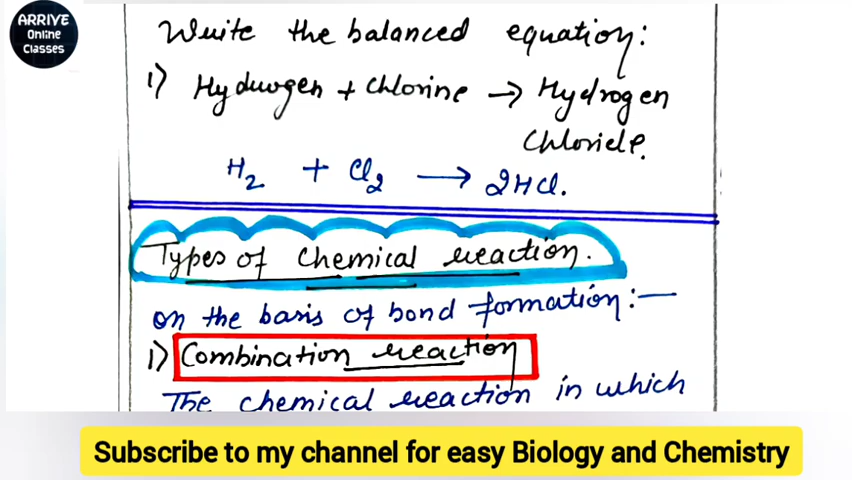 ARRIVE
Online
Classes
Write the balanced equation:
1) Hydrogen + Chlorine → Hydrogen
Chloride.
H₂ + Cl₂ → 2HCl.
Types of chemical reaction.
on the basis of bond formation:—
1) Combination reaction
The chemical reaction in which
Subscribe to my channel for easy Biology and Chemistry